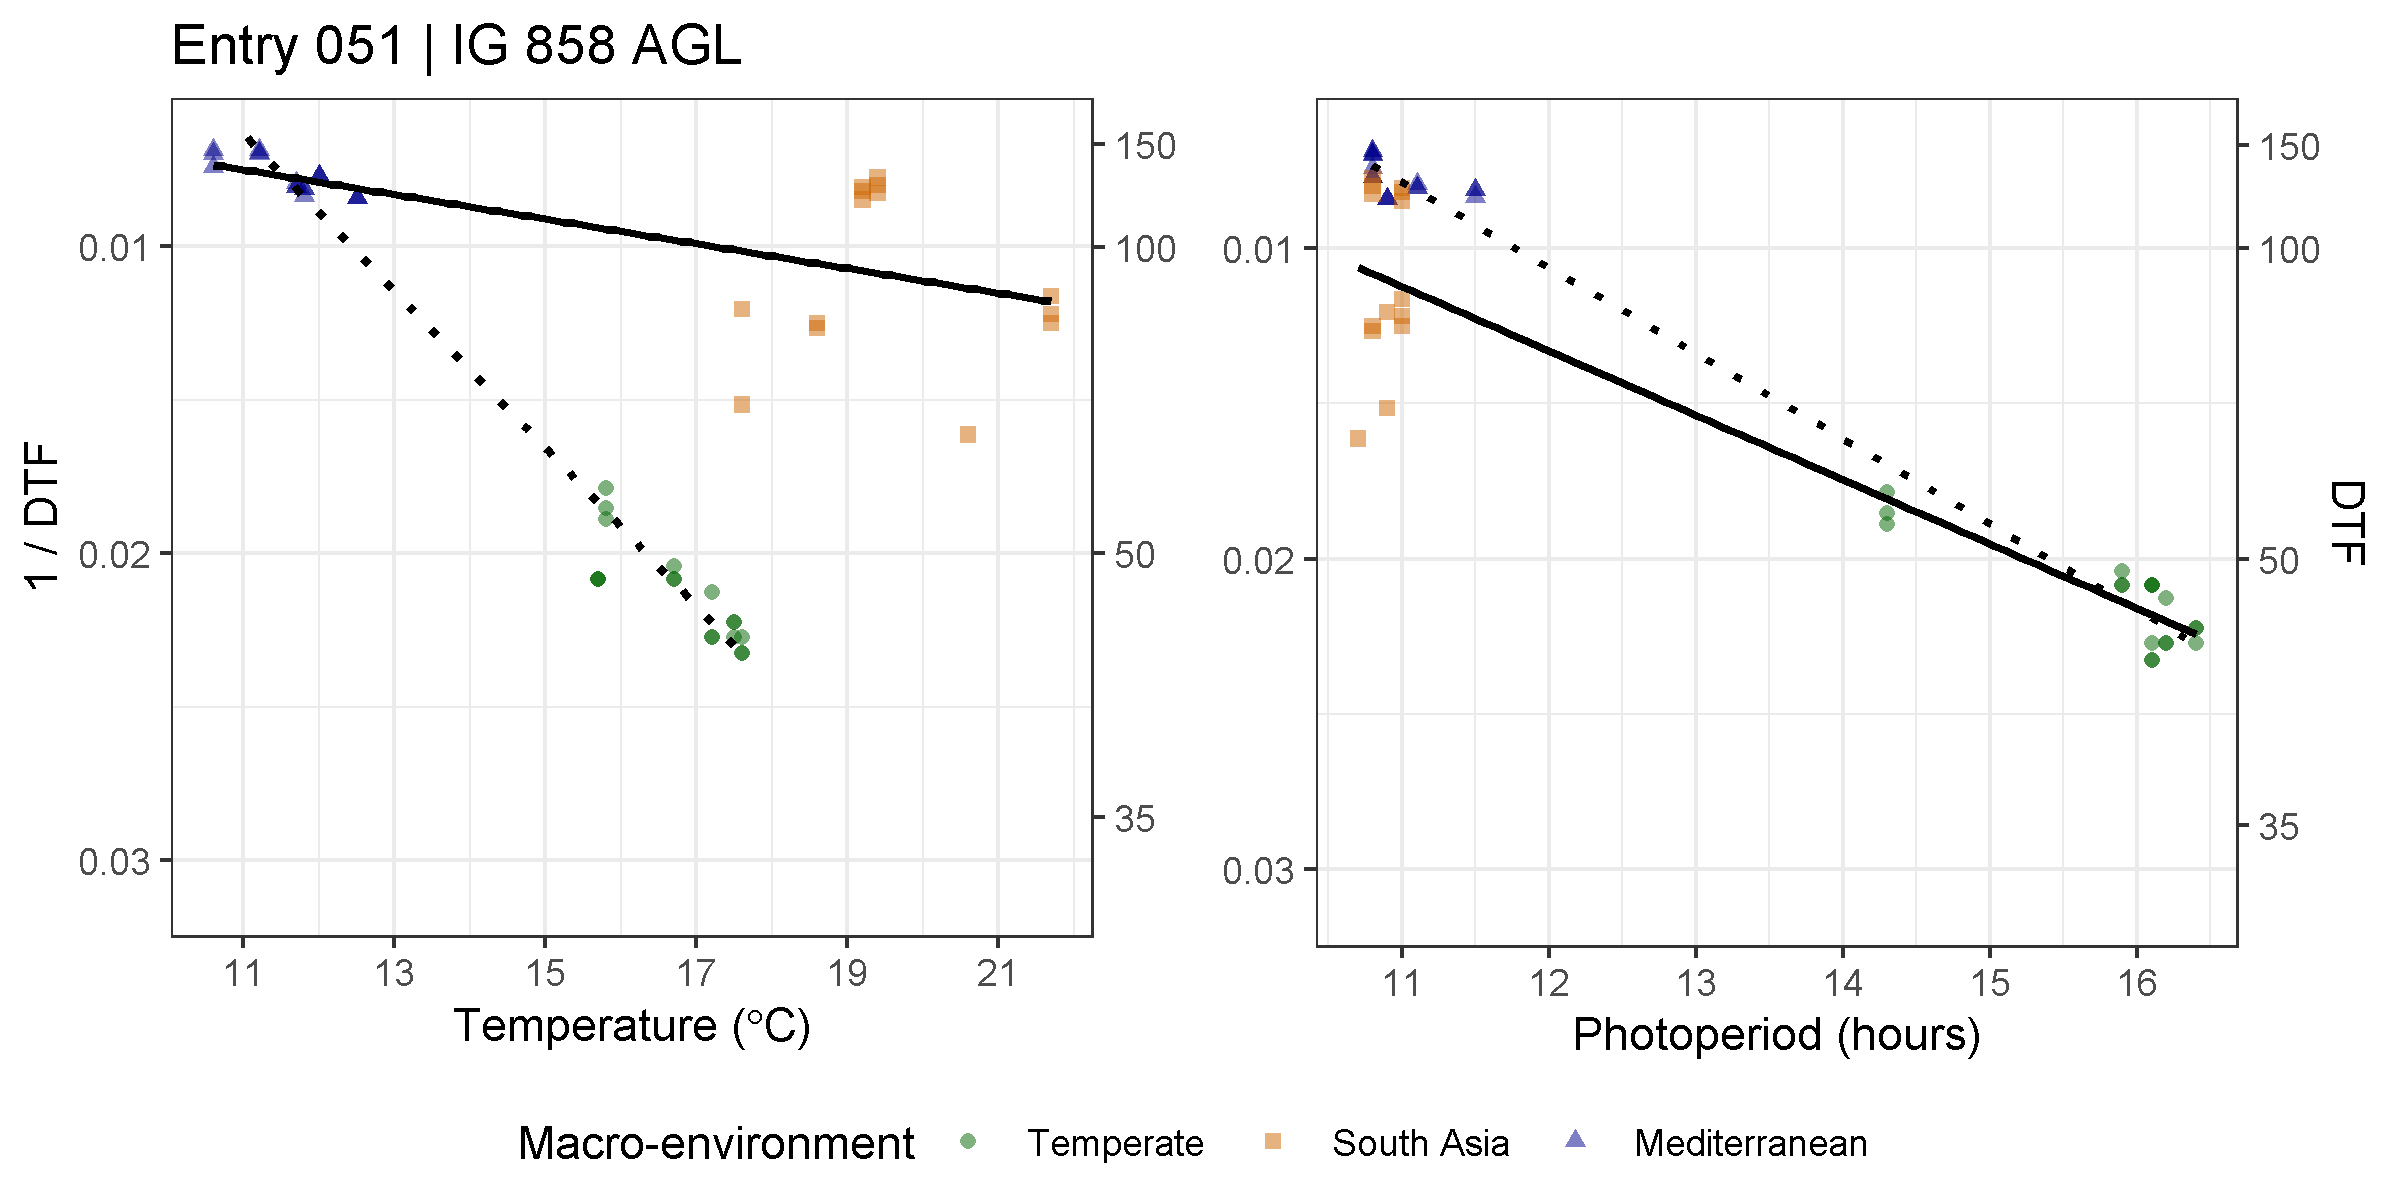 Entry 051 | IG 858 AGL
1 / DTF
0.01
0.02
0.03
150
100
50
35
11 13 15 17 19 21
Temperature (°C)
0.01
0.02
0.03
150
100
50
35
DTF
11 12 13 14 15 16
Photoperiod (hours)
Macro-environment Temperate South Asia Mediterranean